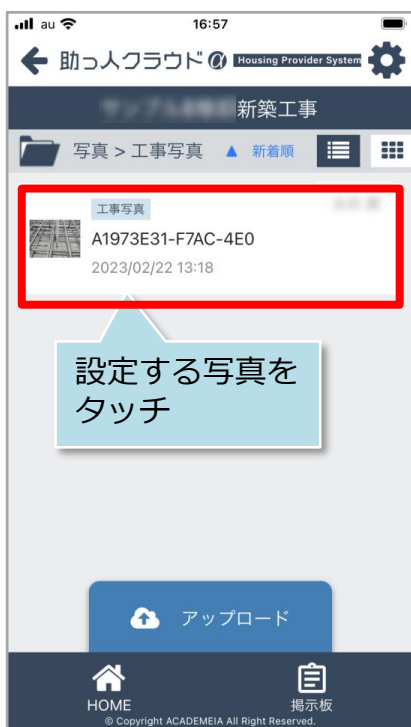 au 16:57
助っ人クラウド@ Housing Provider System
新築工事
写真 > 工事写真 ▲ 新着順
工事写真
A1973E31-F7AC-4E0
2023/02/22 13:18
設定する写真を
タッチ
アップロード
HOME 掲示板
© Copyright ACADEMEIA All Right Reserved.